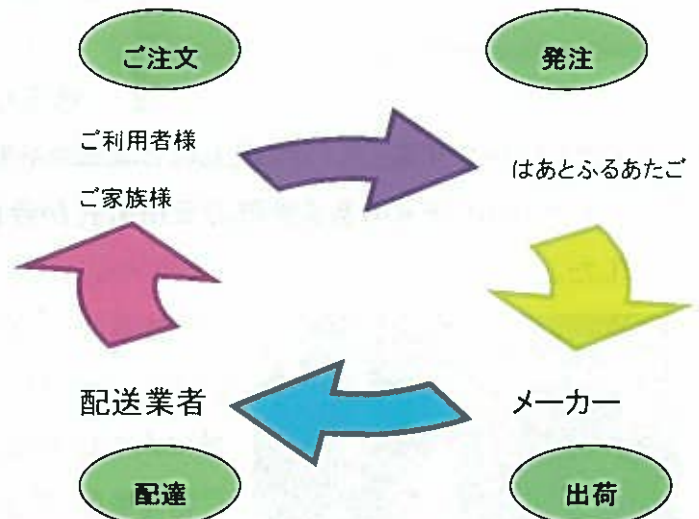 ご注文
発注
ご利用者様
ご家族様
はあとふるあたご
配送業者
メーカー
配達
出荷